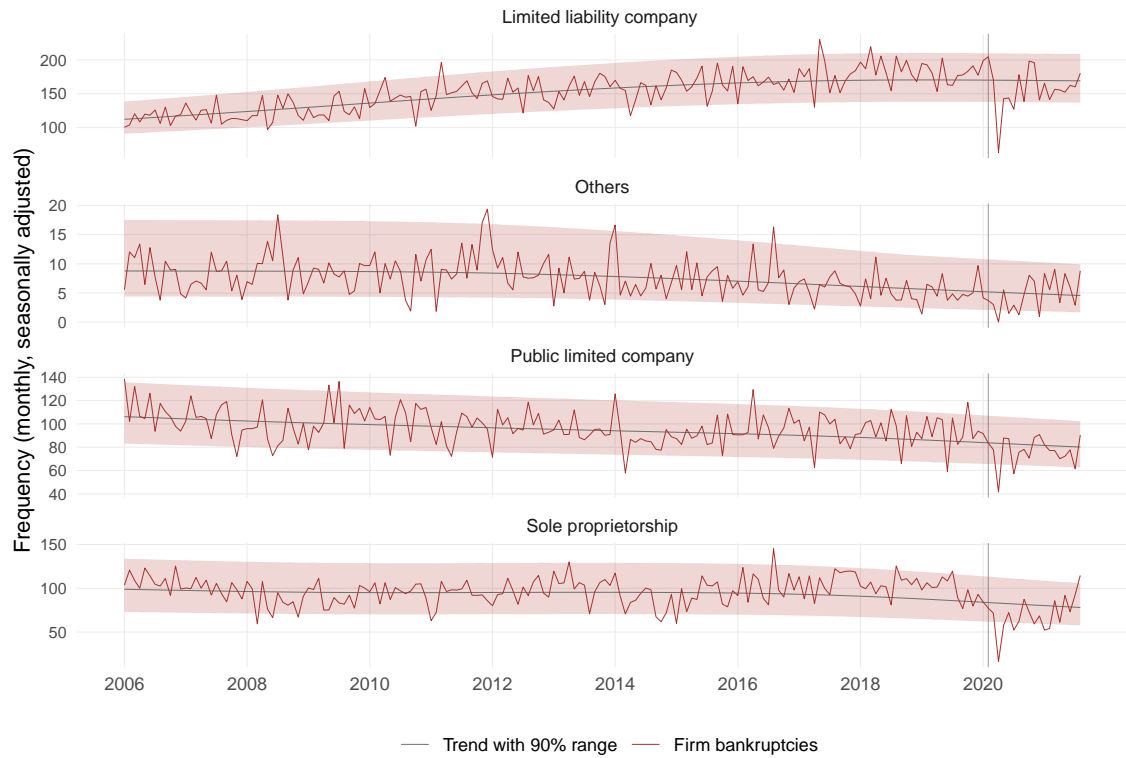 Limited liability company
200
150
100
Others
20
15
10
5
0
Public limited company
140
120
100
80
60
40
Sole proprietorship
150
100
50
2006 2008 2010 2012 2014 2016 2018 2020
Frequency (monthly, seasonally adjusted)
Trend with 90% range Firm bankruptcies